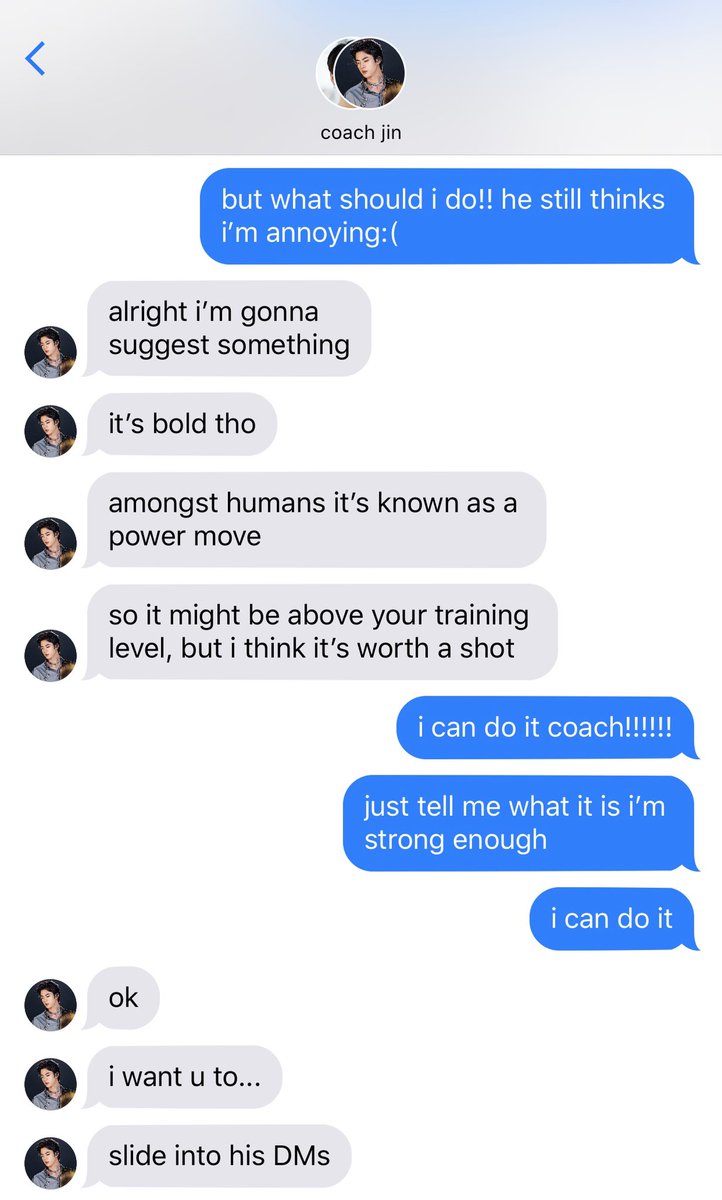 coach jin
but what should i do!! he still thinks
i’m annoying:(
alright i’m gonna
suggest something
it’s bold tho
amongst humans it’s known as a
power move
so it might be above your training
level, but i think it’s worth a shot
i can do it coach!!!!!!
just tell me what it is i’m
strong enough
i can do it
ok
i want u to...
slide into his DMs